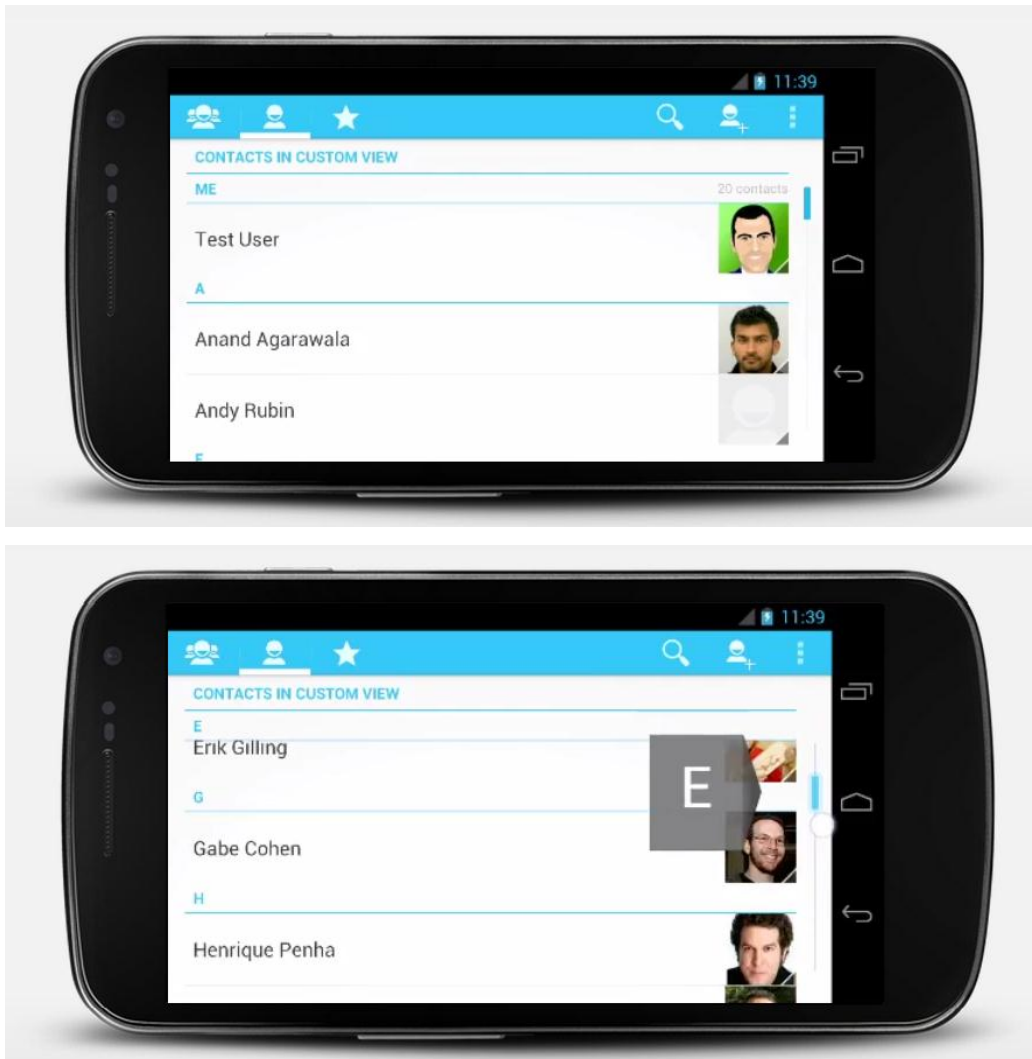 11:39
CONTACTS IN CUSTOM VIEW
ME 20 contacts
Test User
A
Anand Agarawala
Andy Rubin
11:39
CONTACTS IN CUSTOM VIEW
E
Erik Gilling
E
G
Gabe Cohen
H
Henrique Penha